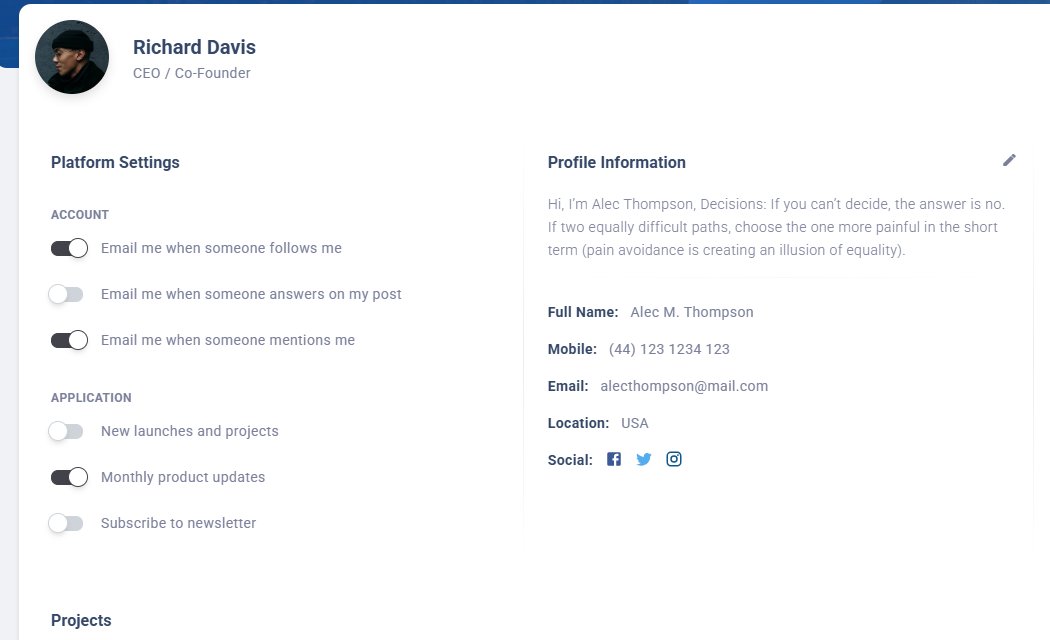 Richard Davis
CEO / Co-Founder
Platform Settings
ACCOUNT
Email me when someone follows me
Email me when someone answers on my post
Email me when someone mentions me
APPLICATION
New launches and projects
Monthly product updates
Subscribe to newsletter
Profile Information
Hi, I’m Alec Thompson, Decisions: If you can’t decide, the answer is no.
If two equally difficult paths, choose the one more painful in the short
term (pain avoidance is creating an illusion of equality).
Full Name: Alec M. Thompson
Mobile: (44) 123 1234 123
Email: alecthompson@mail.com
Location: USA
Social:
Projects